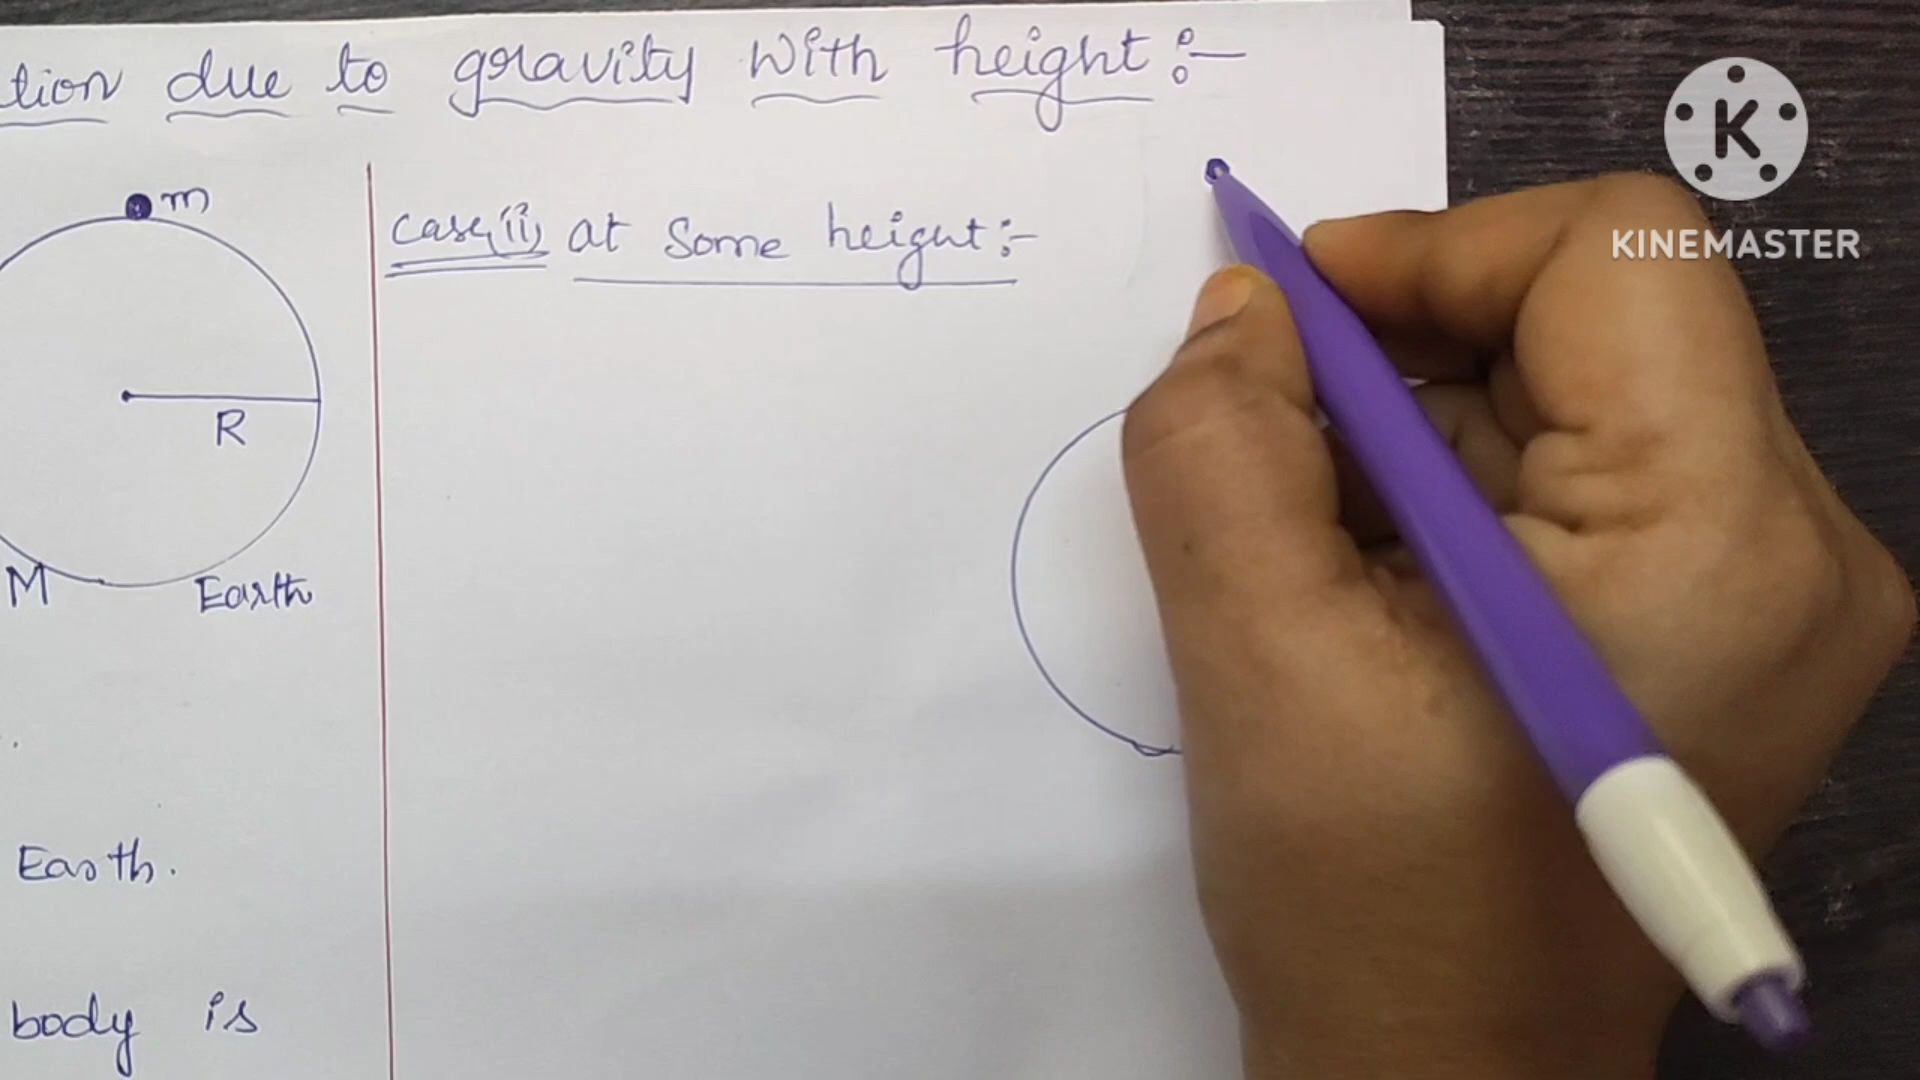 tion due to gravity with height :-
m
case(ii) at Some height:-
R
M
Earth
Earth.
body is
K
KINEMASTER